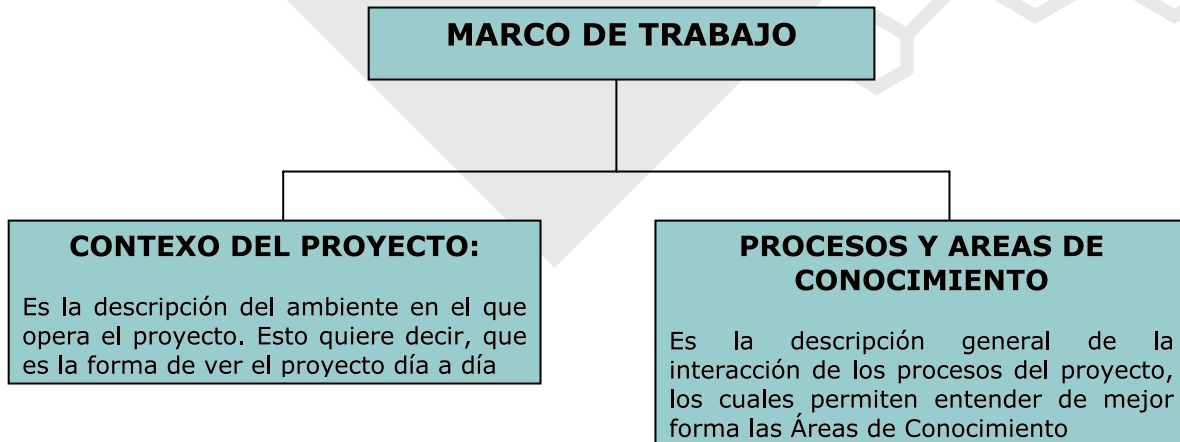 MARCO DE TRABAJO
CONTEXO DEL PROYECTO:
Es la descripción del ambiente en el que
opera el proyecto. Esto quiere decir, que
es la forma de ver el proyecto día a día
PROCESOS Y AREAS DE
CONOCIMIENTO
Es la descripción general de la
interacción de los procesos del proyecto,
los cuales permiten entender de mejor
forma las Áreas de Conocimiento